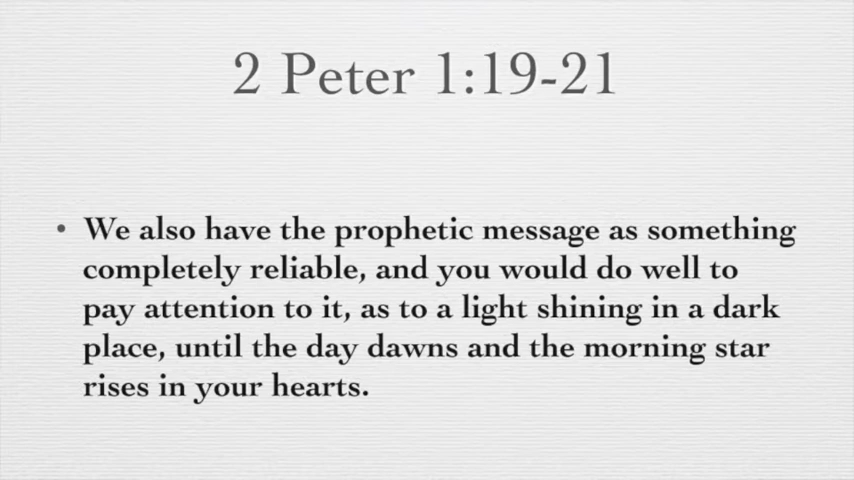 2 Peter 1:19-21
• We also have the prophetic message as something
completely reliable, and you would do well to
pay attention to it, as to a light shining in a dark
place, until the day dawns and the morning star
rises in your hearts.